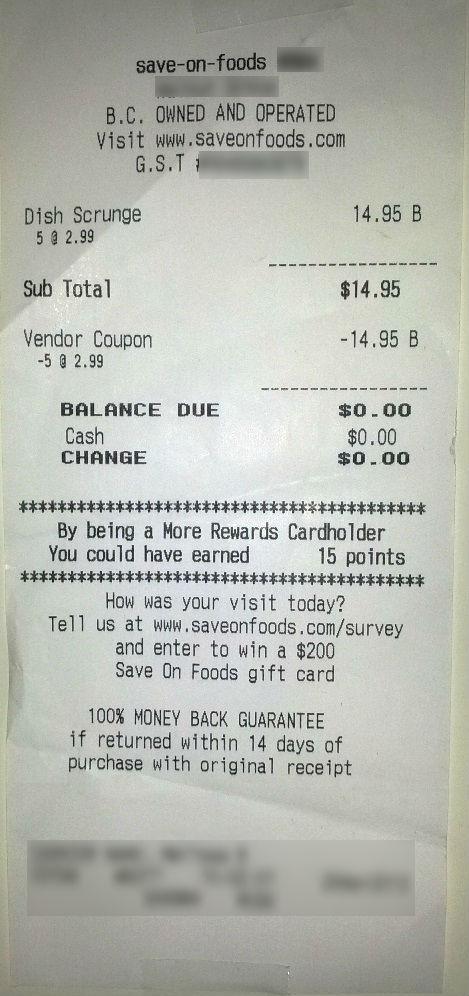 save-on-foods
B.C. OWNED AND OPERATED
Visit www.saveonfoods.com
G.S.T #
Dish Scrunge 14.95 B
5 @ 2.99
Sub Total $14.95
Vendor Coupon -14.95 B
-5 @ 2.99
BALANCE DUE $0.00
Cash $0.00
CHANGE $0.00
******************************************
By being a More Rewards Cardholder
You could have earned 15 points
******************************************
How was your visit today?
Tell us at www.saveonfoods.com/survey
and enter to win a $200
Save On Foods gift card
100% MONEY BACK GUARANTEE
if returned within 14 days of
purchase with original receipt